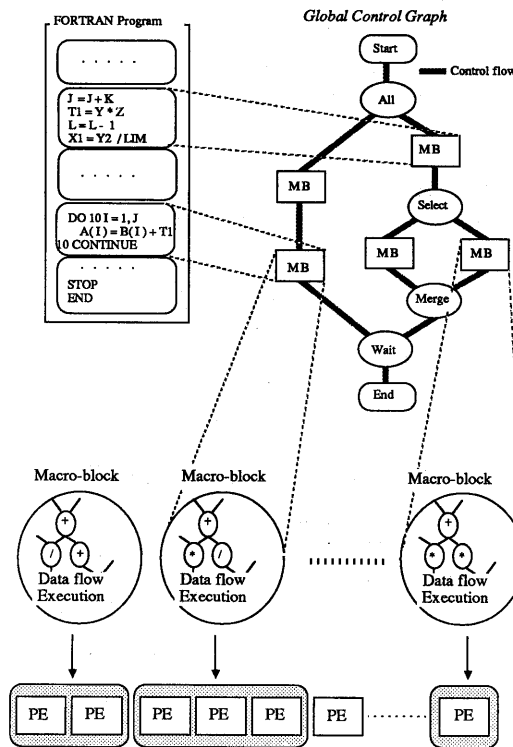 FORTRAN Program
. . . . .
J = J + K
T1 = Y * Z
L = L - 1
X1 = Y2 / LIM
. . . . .
DO 10 I = 1, J
A( I ) = B( I ) + T1
10 CONTINUE
. . . . .
STOP
END
Global Control Graph
Start
Control flow
All
MB
MB
Select
MB
MB
MB
Merge
Wait
End
Macro-block
Macro-block
Macro-block
+
/
+
Data flow
Execution
+
*
/
Data flow
Execution
+
*
*
Data flow
Execution
PE
PE
PE
PE
PE
PE
PE